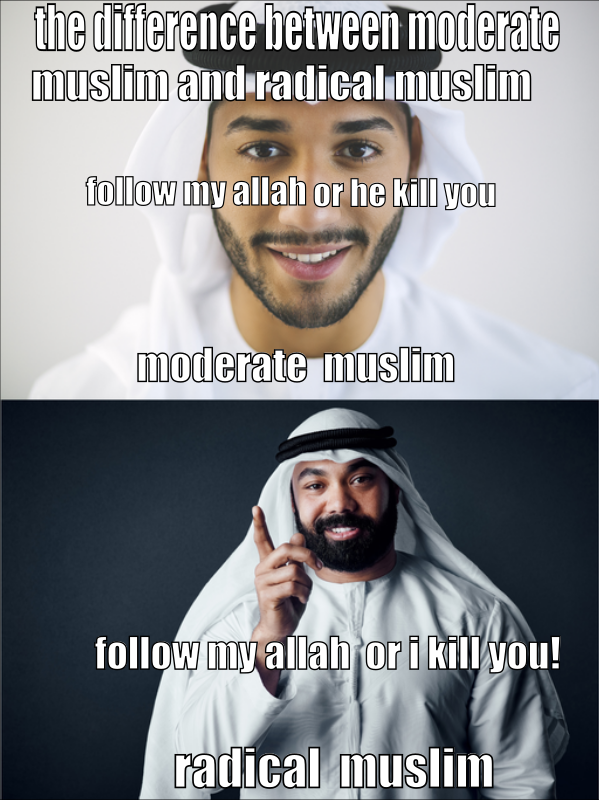 the difference between moderate
muslim and radical muslim
follow my allah or he kill you
moderate muslim
follow my allah or i kill you!
radical muslim